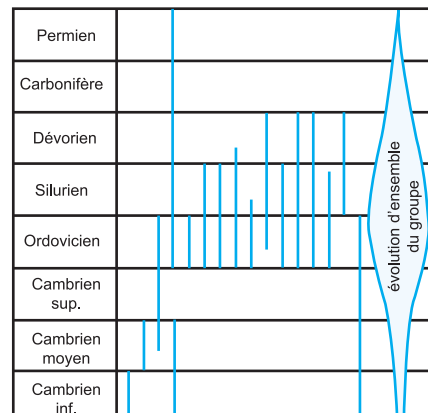 Permien
Carbonifère
Dévorien
Silurien
Ordovicien
Cambrien
sup.
Cambrien
moyen
Cambrien
inf.
évolution d'ensemble
du groupe